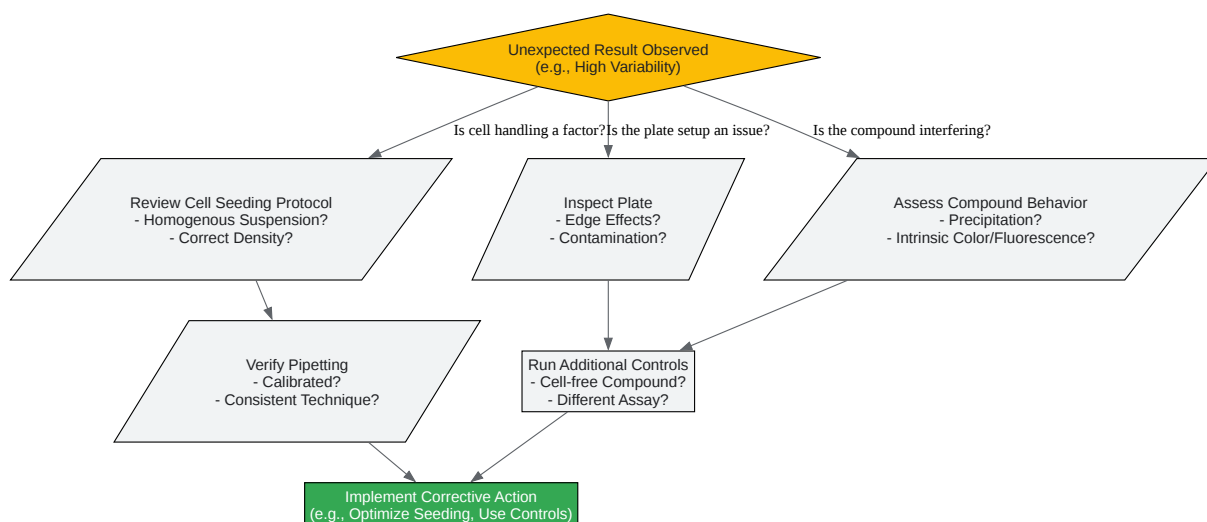 Unexpected Result Observed
(e.g., High Variability)
Is cell handling a factor?
Is the plate setup an issue?
Is the compound interfering?
Review Cell Seeding Protocol
- Homogenous Suspension?
- Correct Density?
Inspect Plate
- Edge Effects?
- Contamination?
Assess Compound Behavior
- Precipitation?
- Intrinsic Color/Fluorescence?
Verify Pipetting
- Calibrated?
- Consistent Technique?
Run Additional Controls
- Cell-free Compound?
- Different Assay?
Implement Corrective Action
(e.g., Optimize Seeding, Use Controls)